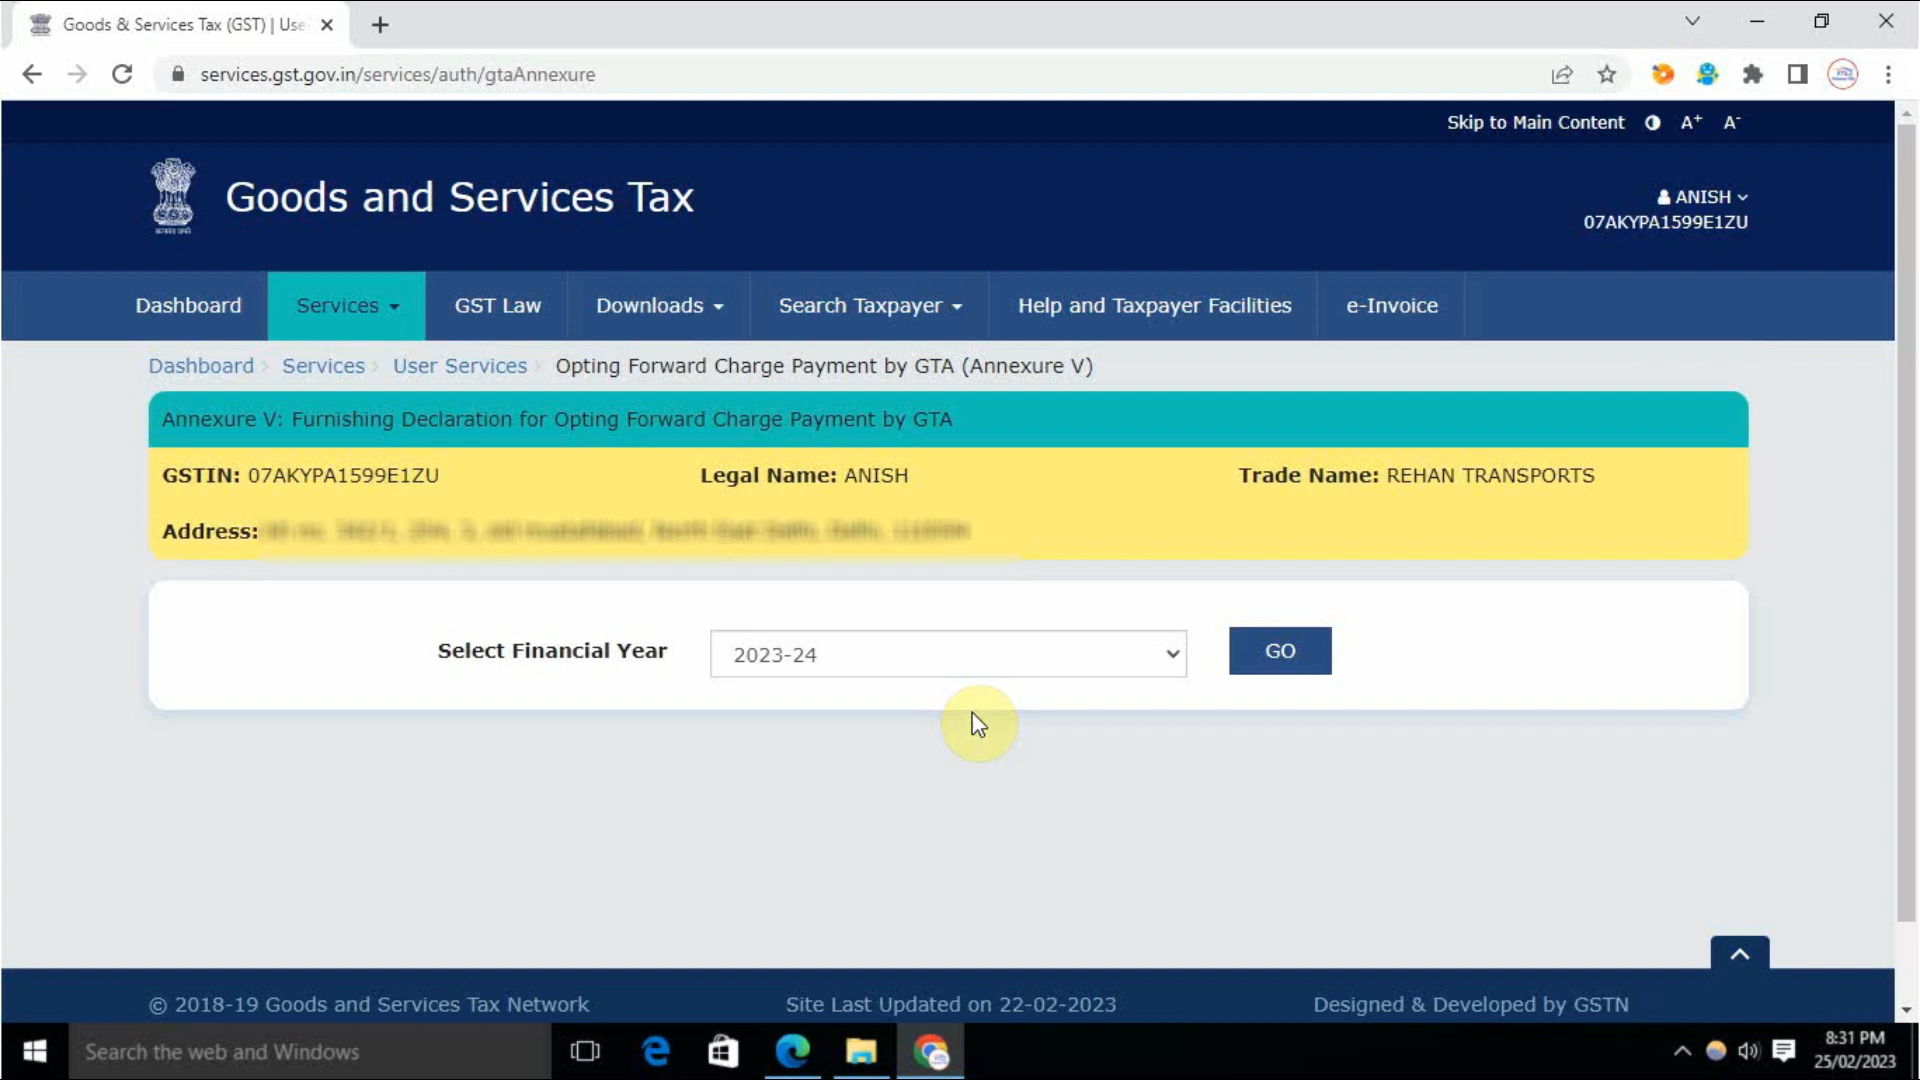 Goods & Services Tax (GST) | Use
services.gst.gov.in/services/auth/gtaAnnexure
Skip to Main Content A+ A-
Goods and Services Tax
ANISH
07AKYPA1599E1ZU
Dashboard Services GST Law Downloads Search Taxpayer Help and Taxpayer Facilities e-Invoice
Dashboard Services User Services Opting Forward Charge Payment by GTA (Annexure V)
Annexure V: Furnishing Declaration for Opting Forward Charge Payment by GTA
GSTIN: 07AKYPA1599E1ZU Legal Name: ANISH Trade Name: REHAN TRANSPORTS
Address:
Select Financial Year 2023-24 GO
© 2018-19 Goods and Services Tax Network Site Last Updated on 22-02-2023 Designed & Developed by GSTN
Search the web and Windows
8:31 PM
25/02/2023